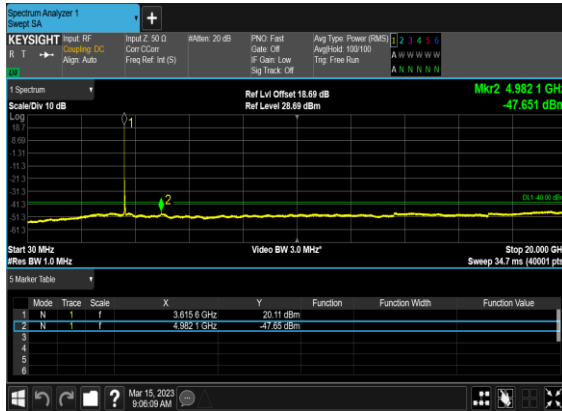 Spectrum Analyzer 1
Swept SA
+
KEYSIGHT Input: RF Input Z: 50 Ω #Atten: 20 dB PNO: Fast Avg Type: Power (RMS) 1 2 3 4 5 6
R T Coupling: DC Corr CCorr Gate: Off Avg|Hold: 100/100 A W W W W W
Align: Auto Freq Ref: Int (S) IF Gain: Low Trig: Free Run
LXI Sig Track: Off A N N N N N
1 Spectrum Ref Lvl Offset 18.69 dB Mkr2 4.982 1 GHz
Scale/Div 10 dB Ref Level 28.69 dBm -47.651 dBm
Log
18.7
8.69
-1.31
-11.3
-21.3
-31.3
-41.3
-51.3
-61.3
1
2
DL1 -40.00 dBm
Start 30 MHz Video BW 3.0 MHz* Stop 20.000 GHz
#Res BW 1.0 MHz Sweep 34.7 ms (40001 pts)
5 Marker Table
Mode Trace Scale X Y Function Function Width Function Value
1 N 1 f 3.615 6 GHz 20.11 dBm
2 N 1 f 4.982 1 GHz -47.65 dBm
3
4
5
6
? Mar 15, 2023
9:06:09 AM